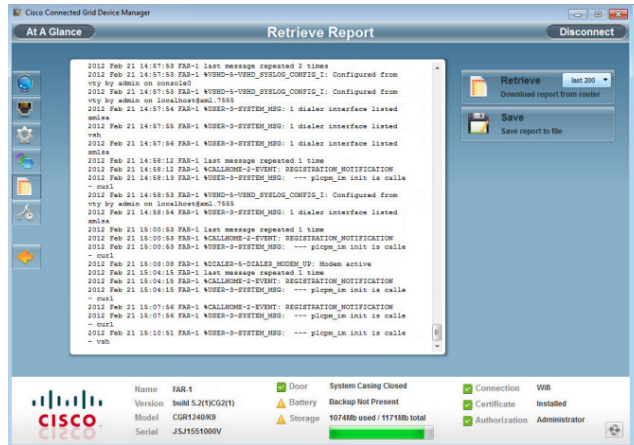 Cisco Connected Grid Device Manager
At A Glance
Retrieve Report
Disconnect
2012 Feb 21 14:57:53 FAR-1 last message repeated 2 times
2012 Feb 21 14:57:53 FAR-1 %VSHD-5-VSHD_SYSLOG_CONFIG_I: Configured from
vty by admin on console0
2012 Feb 21 14:57:53 FAR-1 %VSHD-5-VSHD_SYSLOG_CONFIG_I: Configured from
vty by admin on localhost@xml.7555
2012 Feb 21 14:57:54 FAR-1 %USER-3-SYSTEM_MSG: 1 dialer interface listed
xmlsa
2012 Feb 21 14:57:55 FAR-1 %USER-3-SYSTEM_MSG: 1 dialer interface listed
vsh
2012 Feb 21 14:57:56 FAR-1 %USER-3-SYSTEM_MSG: 1 dialer interface listed
xmlsa
2012 Feb 21 14:58:12 FAR-1 last message repeated 1 time
2012 Feb 21 14:58:12 FAR-1 %CALLHOME-2-EVENT: REGISTRATION_NOTIFICATION
2012 Feb 21 14:58:13 FAR-1 %USER-3-SYSTEM_MSG: --- plcpm_im init is calle
- curl
2012 Feb 21 14:58:53 FAR-1 %VSHD-5-VSHD_SYSLOG_CONFIG_I: Configured from
vty by admin on localhost@xml.7555
2012 Feb 21 14:58:54 FAR-1 %USER-3-SYSTEM_MSG: 1 dialer interface listed
xmlsa
2012 Feb 21 15:00:53 FAR-1 last message repeated 1 time
2012 Feb 21 15:00:53 FAR-1 %CALLHOME-2-EVENT: REGISTRATION_NOTIFICATION
2012 Feb 21 15:00:53 FAR-1 %USER-3-SYSTEM_MSG: --- plcpm_im init is calle
- curl
2012 Feb 21 15:03:08 FAR-1 %DIALER-5-DIALER_MODEM_UP: Modem active
2012 Feb 21 15:04:15 FAR-1 last message repeated 1 time
2012 Feb 21 15:04:15 FAR-1 %CALLHOME-2-EVENT: REGISTRATION_NOTIFICATION
2012 Feb 21 15:04:15 FAR-1 %USER-3-SYSTEM_MSG: --- plcpm_im init is calle
- curl
2012 Feb 21 15:07:56 FAR-1 %CALLHOME-2-EVENT: REGISTRATION_NOTIFICATION
2012 Feb 21 15:07:56 FAR-1 %USER-3-SYSTEM_MSG: --- plcpm_im init is calle
- curl
2012 Feb 21 15:10:51 FAR-1 %USER-3-SYSTEM_MSG: --- plcpm_im init is calle
- vsh
Retrieve last 200
Download report from router
Save
Save report to file
CISCO
Name FAR-1
Version build 5.2(1)CG2(1)
Model CGR1240/K9
Serial JSJ1551000V
Door System Casing Closed
Battery Backup Not Present
Storage 1074Mb used / 1171Mb total
Connection Wifi
Certificate Installed
Authorization Administrator